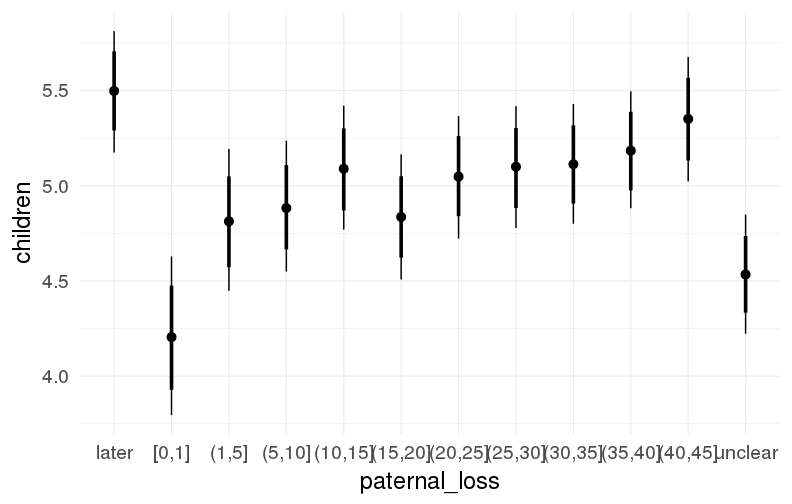 children
5.5
5.0
4.5
4.0
later [0,1] (1,5] (5,10] (10,15] (15,20] (20,25] (25,30] (30,35] (35,40] (40,45] unclear
paternal_loss